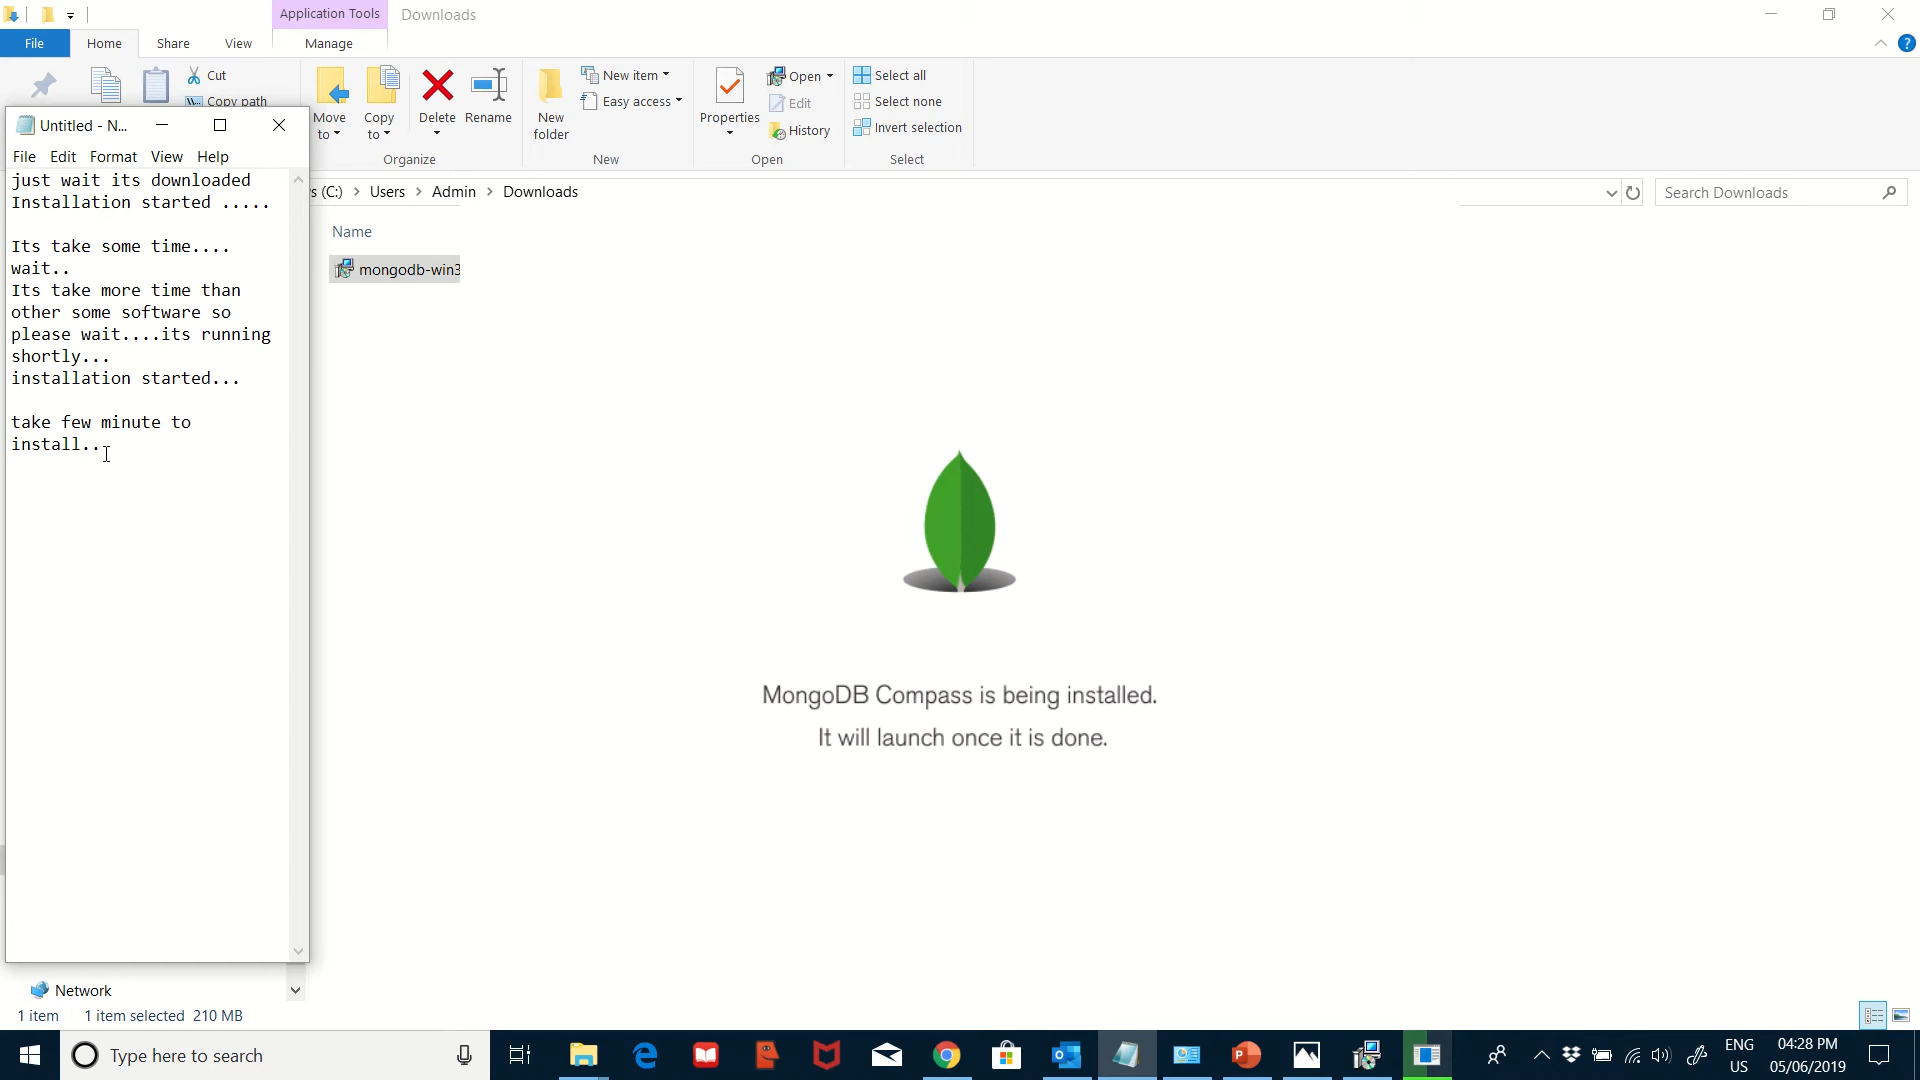 Application Tools
Downloads
File
Home
Share
View
Manage
Cut
Copy path
Move to
Copy to
Delete
Rename
New folder
New item
Easy access
Properties
Open
Edit
History
Select all
Select none
Invert selection
Organize
New
Open
Select
Untitled - N...
File Edit Format View Help
just wait its downloaded
Installation started .....
Its take some time....
wait..
Its take more time than
other some software so
please wait....its running
shortly...
installation started...
take few minute to
install..
s (C:) > Users > Admin > Downloads
Search Downloads
Name
mongodb-win3
MongoDB Compass is being installed.
It will launch once it is done.
Network
1 item
1 item selected 210 MB
Type here to search
ENG
US
04:28 PM
05/06/2019